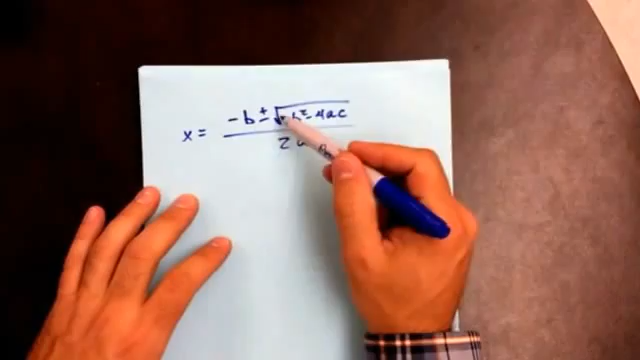 x = -b ± √b² - 4ac
2a